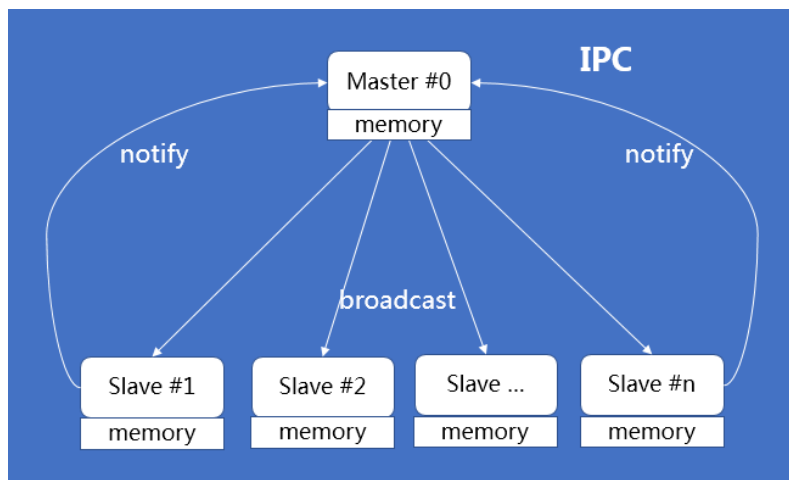 IPC
Master #0
memory
notify
notify
broadcast
Slave #1
Slave #2
Slave ...
Slave #n
memory
memory
memory
memory